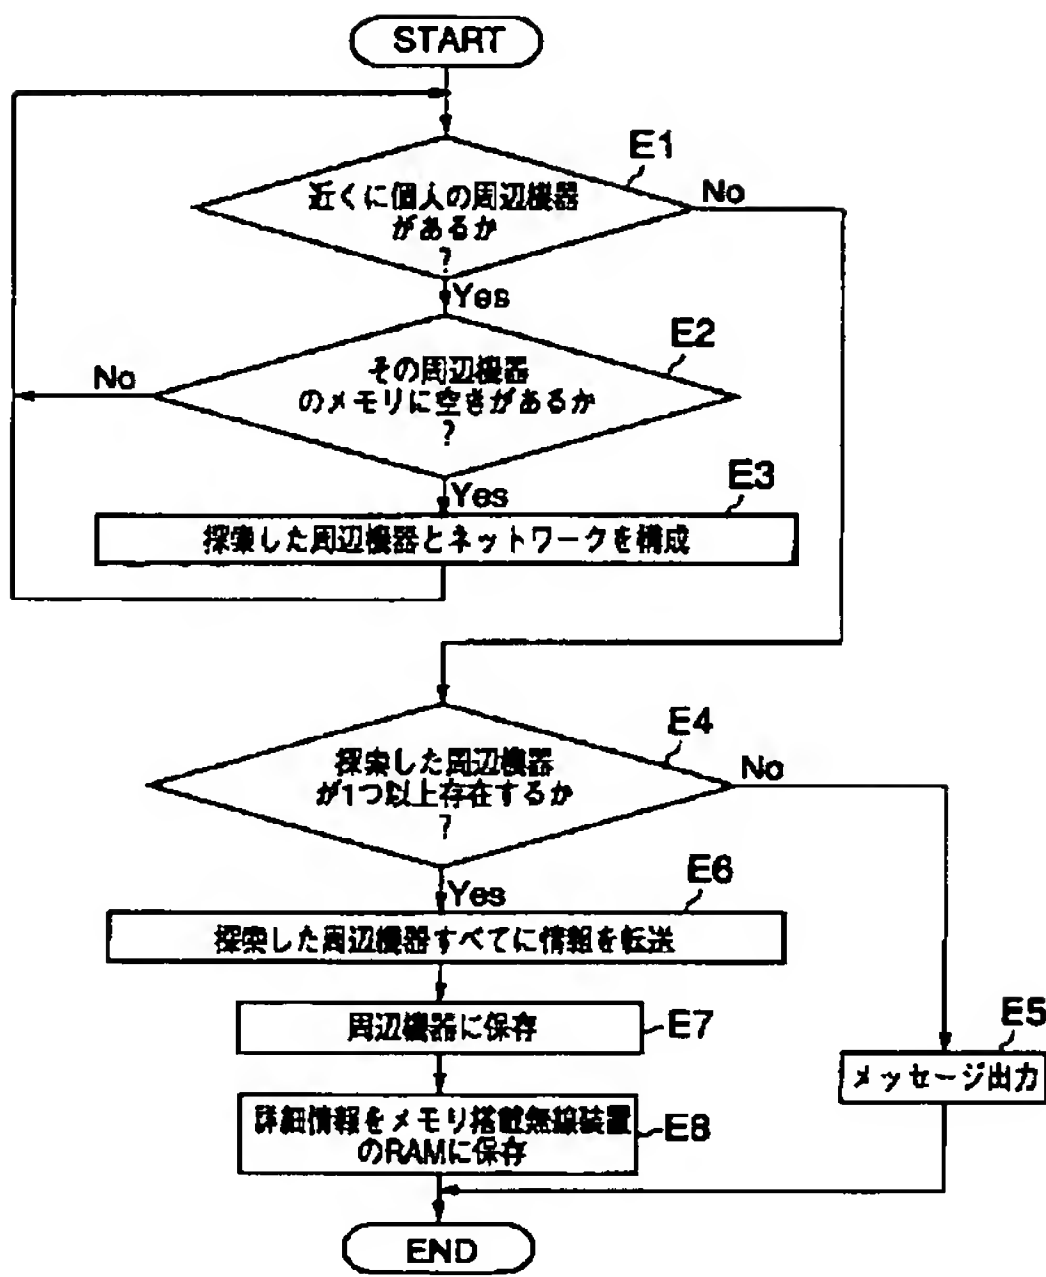 START
E1
近くに個人の周辺機器
があるか
?
No
Yes
E2
その周辺機器
のメモリに空きがあるか
?
No
Yes
E3
探索した周辺機器とネットワークを構成
E4
探索した周辺機器
が1つ以上存在するか
?
No
Yes
E6
探索した周辺機器すべてに情報を転送
周辺機器に保存
E7
E5
メッセージ出力
詳細情報をメモリ搭載無線装置
のRAMに保存
E8
END